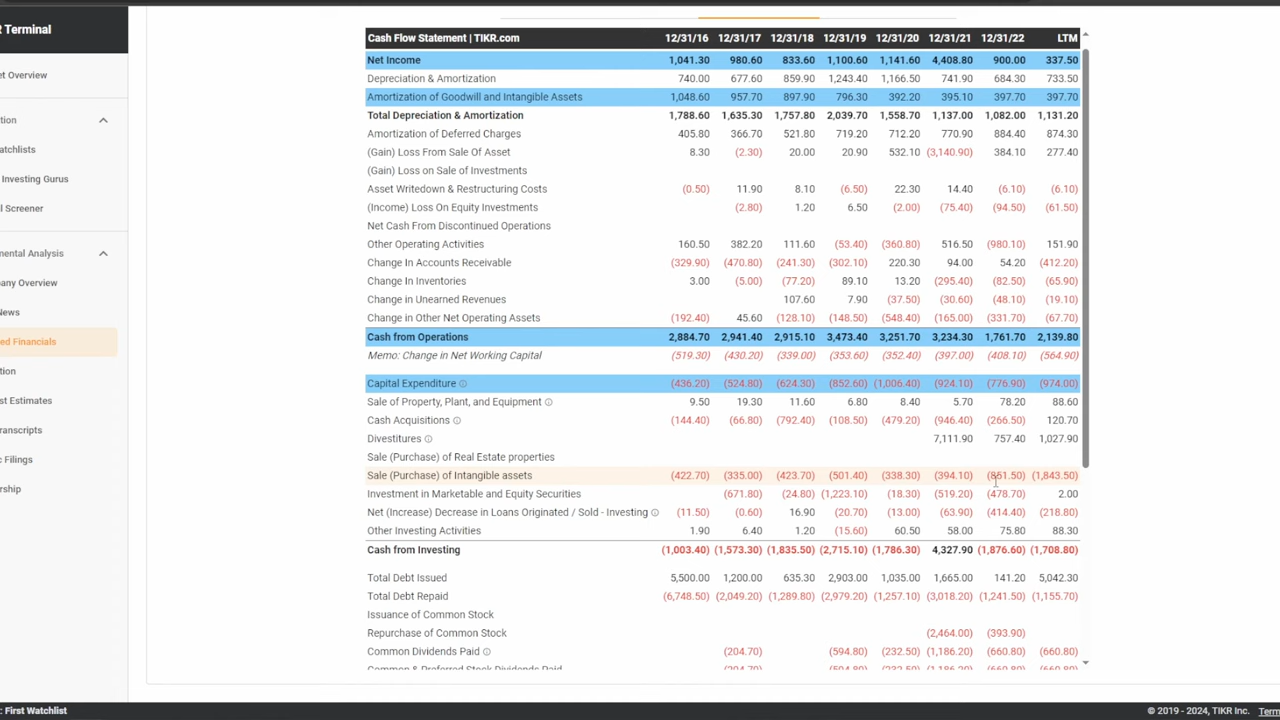 R Terminal
et Overview
tion
atchlists
Investing Gurus
l Screener
mental Analysis
any Overview
News
ed Financials
tion
st Estimates
ranscripts
c Filings
rship
Cash Flow Statement | TIKR.com 12/31/16 12/31/17 12/31/18 12/31/19 12/31/20 12/31/21 12/31/22 LTM
Net Income 1,041.30 980.60 833.60 1,100.60 1,141.60 4,408.80 900.00 337.50
Depreciation & Amortization 740.00 677.60 859.90 1,243.40 1,166.50 741.90 684.30 733.50
Amortization of Goodwill and Intangible Assets 1,048.60 957.70 897.90 796.30 392.20 395.10 397.70 397.70
Total Depreciation & Amortization 1,788.60 1,635.30 1,757.80 2,039.70 1,558.70 1,137.00 1,082.00 1,131.20
Amortization of Deferred Charges 405.80 366.70 521.80 719.20 712.20 770.90 884.40 874.30
(Gain) Loss From Sale Of Asset 8.30 (2.30) 20.00 20.90 532.10 (3,140.90) 384.10 277.40
(Gain) Loss on Sale of Investments
Asset Writedown & Restructuring Costs (0.50) 11.90 8.10 (6.50) 22.30 14.40 (6.10) (6.10)
(Income) Loss On Equity Investments (2.80) 1.20 6.50 (2.00) (75.40) (94.50) (61.50)
Net Cash From Discontinued Operations
Other Operating Activities 160.50 382.20 111.60 (53.40) (360.80) 516.50 (980.10) 151.90
Change In Accounts Receivable (329.90) (470.80) (241.30) (302.10) 220.30 94.00 54.20 (412.20)
Change In Inventories 3.00 (5.00) (77.20) 89.10 13.20 (295.40) (82.50) (65.90)
Change in Unearned Revenues 107.60 7.90 (37.50) (30.60) (48.10) (19.10)
Change in Other Net Operating Assets (192.40) 45.60 (128.10) (148.50) (548.40) (165.00) (331.70) (67.70)
Cash from Operations 2,884.70 2,941.40 2,915.10 3,473.40 3,251.70 3,234.30 1,761.70 2,139.80
Memo: Change in Net Working Capital (519.30) (430.20) (339.00) (353.60) (352.40) (397.00) (408.10) (564.90)
Capital Expenditure (436.20) (524.80) (624.30) (852.60) (1,006.40) (924.10) (776.90) (974.00)
Sale of Property, Plant, and Equipment 9.50 19.30 11.60 6.80 8.40 5.70 78.20 88.60
Cash Acquisitions (144.40) (66.80) (792.40) (108.50) (479.20) (946.40) (266.50) 120.70
Divestitures 7,111.90 757.40 1,027.90
Sale (Purchase) of Real Estate properties
Sale (Purchase) of Intangible assets (422.70) (335.00) (423.70) (501.40) (338.30) (394.10) (851.50) (1,843.50)
Investment in Marketable and Equity Securities (671.80) (24.80) (1,223.10) (18.30) (519.20) (478.70) 2.00
Net (Increase) Decrease in Loans Originated / Sold - Investing (11.50) (0.60) 16.90 (20.70) (13.00) (63.90) (414.40) (218.80)
Other Investing Activities 1.90 6.40 1.20 (15.60) 60.50 58.00 75.80 88.30
Cash from Investing (1,003.40) (1,573.30) (1,835.50) (2,715.10) (1,786.30) 4,327.90 (1,876.60) (1,708.80)
Total Debt Issued 5,500.00 1,200.00 635.30 2,903.00 1,035.00 1,665.00 141.20 5,042.30
Total Debt Repaid (6,748.50) (2,049.20) (1,289.80) (2,979.20) (1,257.10) (3,018.20) (1,241.50) (1,155.70)
Issuance of Common Stock
Repurchase of Common Stock (2,464.00) (393.90)
Common Dividends Paid (204.70) (594.80) (232.50) (1,186.20) (660.80) (660.80)
Common & Preferred Stock Dividends Paid (204.70) (594.80) (232.50) (1,186.20) (660.80) (660.80)
: First Watchlist
© 2019 - 2024, TIKR Inc. Term